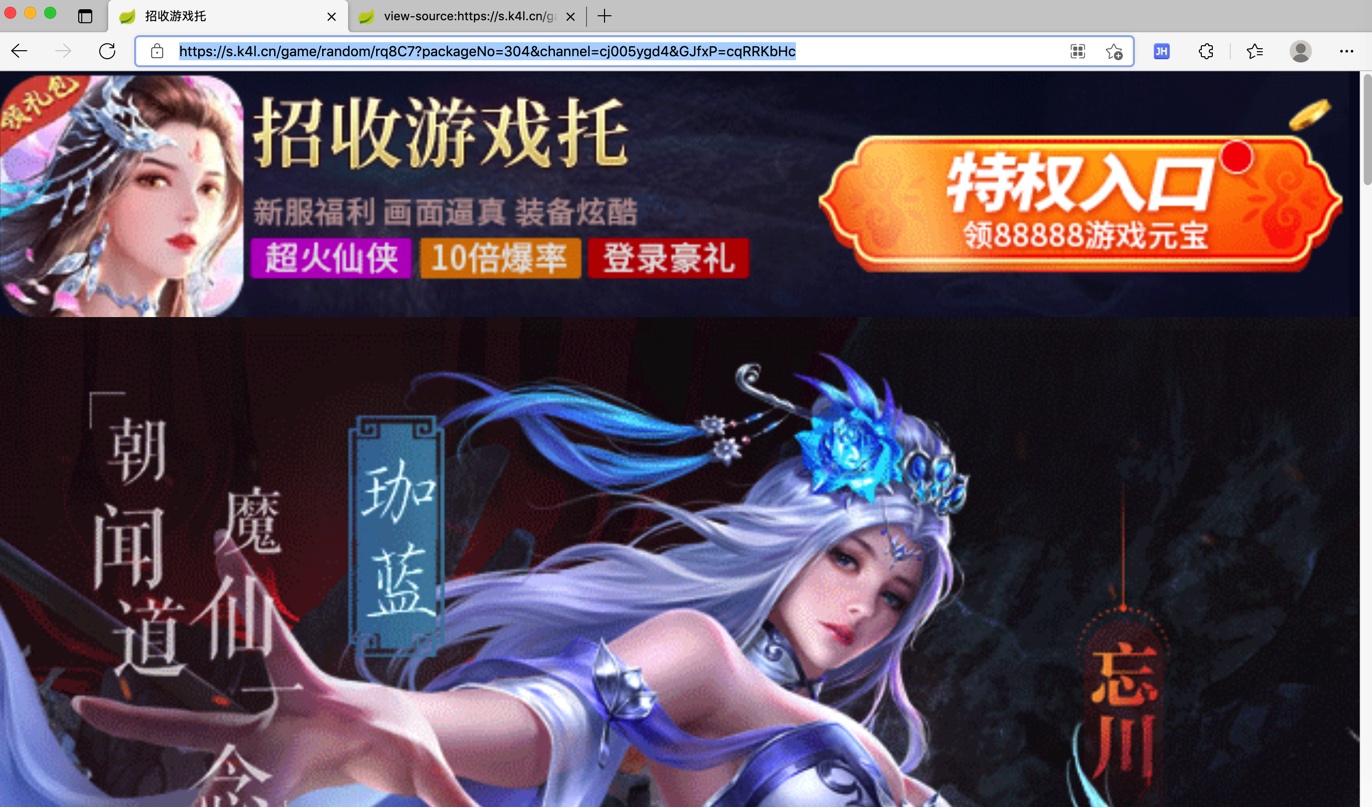 招收游戏托
view-source:https://s.k4l.cn/g
https://s.k4l.cn/game/random/rq8C7?packageNo=304&channel=cj005ygd4&GJfxP=cqRRKbHc
JH
领礼包
招收游戏托
新服福利 画面逼真 装备炫酷
超火仙侠 10倍爆率 登录豪礼
特权入口
领88888游戏元宝
朝闻道
魔仙一念
珈蓝
忘川